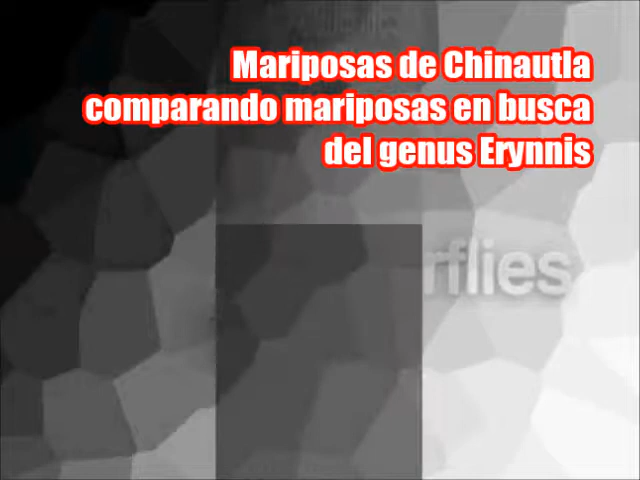 Mariposas de Chinautla
comparando mariposas en busca
del genus Erynnis
rflies